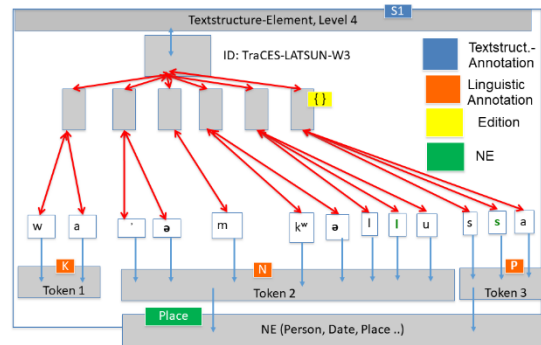 S1
Textstructure-Element, Level 4
ID: TraCES-LATSUN-W3
Textstruct.-
Annotation
Linguistic
Annotation
Edition
NE
{ }
w a ʾ ə m kʷ ə l l u s s a
K N P
Token 1 Token 2 Token 3
Place
NE (Person, Date, Place ..)